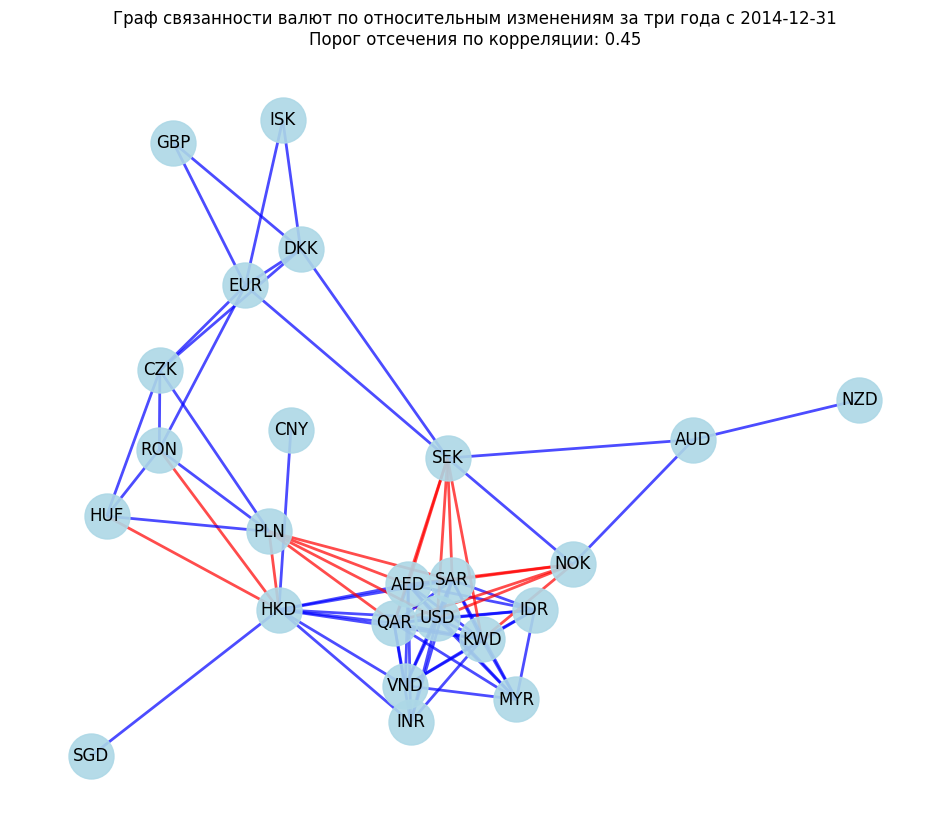 Граф связанности валют по относительным изменениям за три года с 2014-12-31
Порог отсечения по корреляции: 0.45
ISK
GBP
DKK
EUR
CZK
NZD
CNY
AUD
RON
SEK
HUF
PLN
NOK
SAR
AED
HKD
IDR
USD
QAR
KWD
VND
MYR
INR
SGD